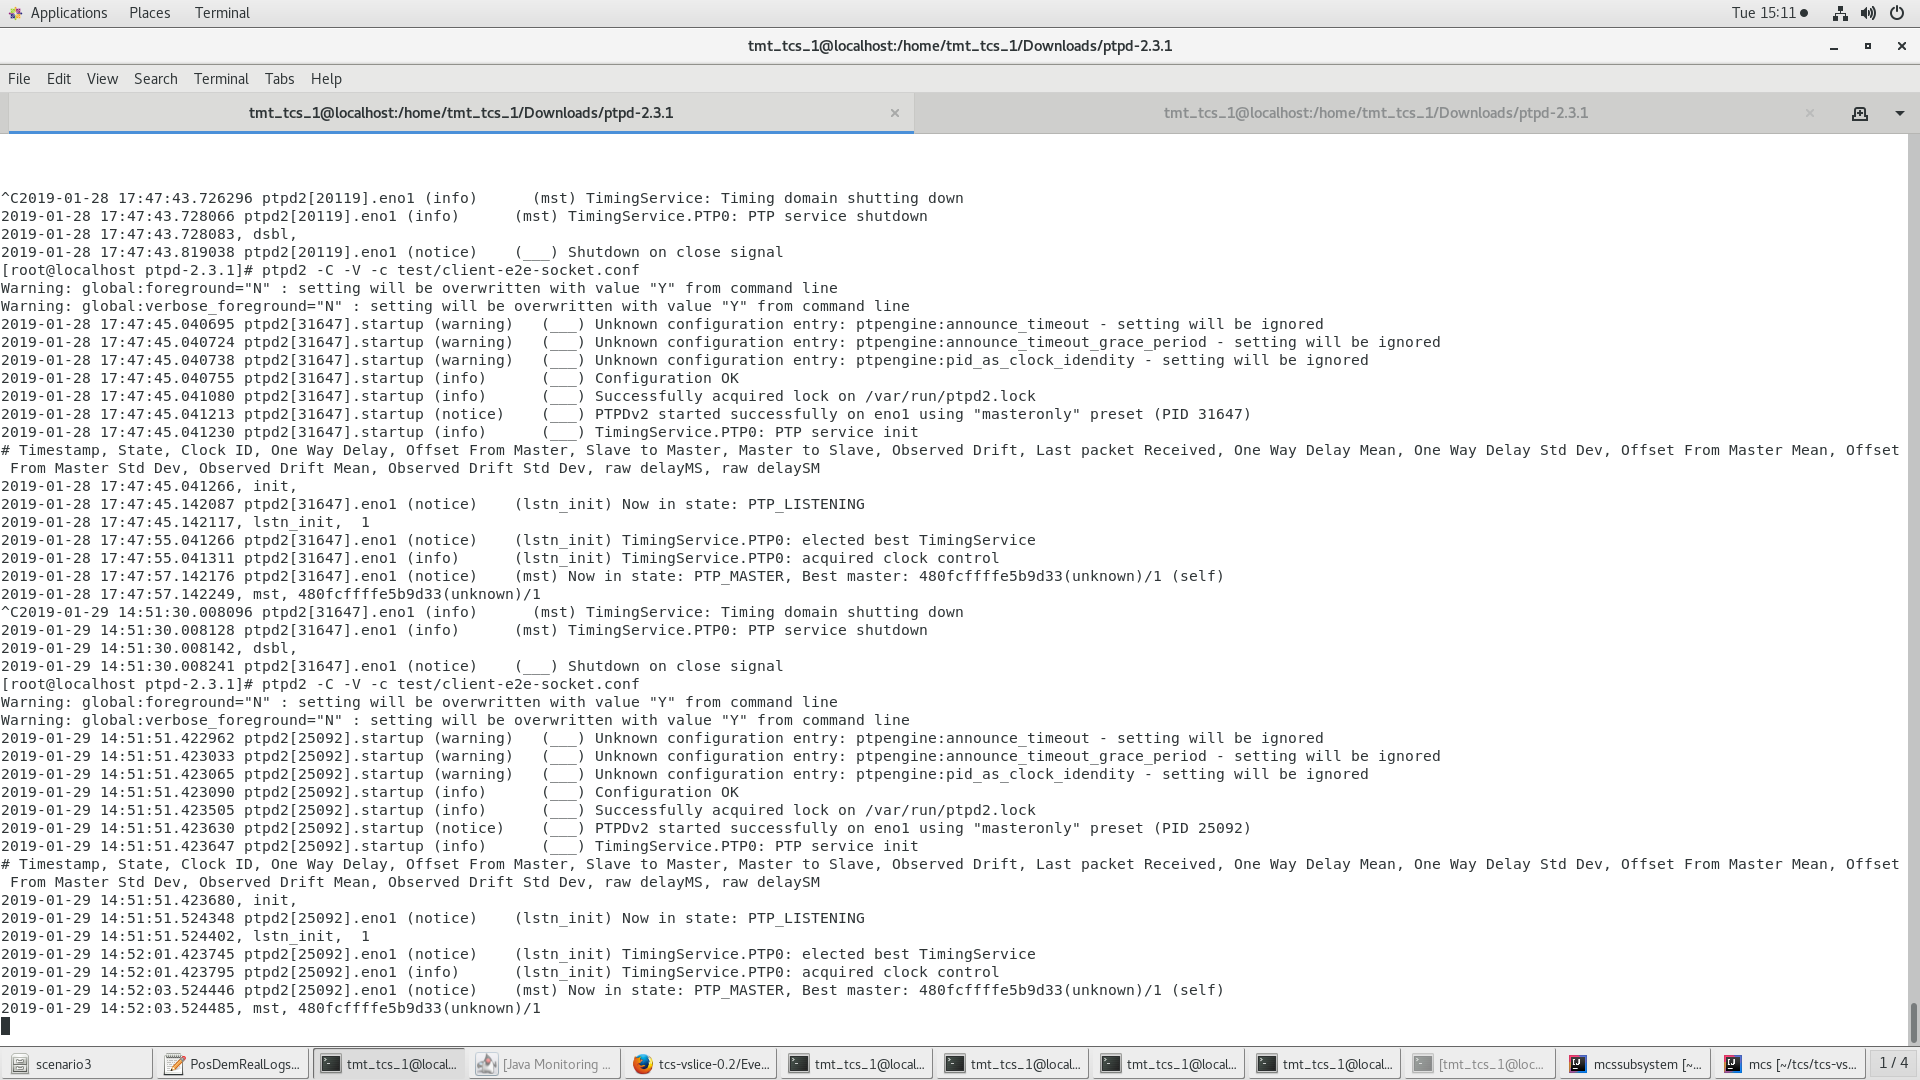 Applications Places Terminal Tue 15:11
tmt_tcs_1@localhost:/home/tmt_tcs_1/Downloads/ptpd-2.3.1
File Edit View Search Terminal Tabs Help
tmt_tcs_1@localhost:/home/tmt_tcs_1/Downloads/ptpd-2.3.1 tmt_tcs_1@localhost:/home/tmt_tcs_1/Downloads/ptpd-2.3.1
^C2019-01-28 17:47:43.726296 ptpd2[20119].eno1 (info)      (mst) TimingService: Timing domain shutting down
2019-01-28 17:47:43.728066 ptpd2[20119].eno1 (info)      (mst) TimingService.PTP0: PTP service shutdown
2019-01-28 17:47:43.728083, dsbl,
2019-01-28 17:47:43.819038 ptpd2[20119].eno1 (notice)    (___) Shutdown on close signal
[root@localhost ptpd-2.3.1]# ptpd2 -C -V -c test/client-e2e-socket.conf
Warning: global:foreground="N" : setting will be overwritten with value "Y" from command line
Warning: global:verbose_foreground="N" : setting will be overwritten with value "Y" from command line
2019-01-28 17:47:45.040695 ptpd2[31647].startup (warning)   (___) Unknown configuration entry: ptpengine:announce_timeout - setting will be ignored
2019-01-28 17:47:45.040724 ptpd2[31647].startup (warning)   (___) Unknown configuration entry: ptpengine:announce_timeout_grace_period - setting will be ignored
2019-01-28 17:47:45.040738 ptpd2[31647].startup (warning)   (___) Unknown configuration entry: ptpengine:pid_as_clock_idendity - setting will be ignored
2019-01-28 17:47:45.040755 ptpd2[31647].startup (info)      (___) Configuration OK
2019-01-28 17:47:45.041080 ptpd2[31647].startup (info)      (___) Successfully acquired lock on /var/run/ptpd2.lock
2019-01-28 17:47:45.041213 ptpd2[31647].startup (notice)    (___) PTPDv2 started successfully on eno1 using "masteronly" preset (PID 31647)
2019-01-28 17:47:45.041230 ptpd2[31647].startup (info)      (___) TimingService.PTP0: PTP service init
# Timestamp, State, Clock ID, One Way Delay, Offset From Master, Slave to Master, Master to Slave, Observed Drift, Last packet Received, One Way Delay Mean, One Way Delay Std Dev, Offset From Master Mean, Offset
 From Master Std Dev, Observed Drift Mean, Observed Drift Std Dev, raw delayMS, raw delaySM
2019-01-28 17:47:45.041266, init,
2019-01-28 17:47:45.142087 ptpd2[31647].eno1 (notice)    (lstn_init) Now in state: PTP_LISTENING
2019-01-28 17:47:45.142117, lstn_init,  1
2019-01-28 17:47:55.041266 ptpd2[31647].eno1 (notice)    (lstn_init) TimingService.PTP0: elected best TimingService
2019-01-28 17:47:55.041311 ptpd2[31647].eno1 (info)      (lstn_init) TimingService.PTP0: acquired clock control
2019-01-28 17:47:57.142176 ptpd2[31647].eno1 (notice)    (mst) Now in state: PTP_MASTER, Best master: 480fcffffe5b9d33(unknown)/1 (self)
2019-01-28 17:47:57.142249, mst, 480fcffffe5b9d33(unknown)/1
^C2019-01-29 14:51:30.008096 ptpd2[31647].eno1 (info)      (mst) TimingService: Timing domain shutting down
2019-01-29 14:51:30.008128 ptpd2[31647].eno1 (info)      (mst) TimingService.PTP0: PTP service shutdown
2019-01-29 14:51:30.008142, dsbl,
2019-01-29 14:51:30.008241 ptpd2[31647].eno1 (notice)    (___) Shutdown on close signal
[root@localhost ptpd-2.3.1]# ptpd2 -C -V -c test/client-e2e-socket.conf
Warning: global:foreground="N" : setting will be overwritten with value "Y" from command line
Warning: global:verbose_foreground="N" : setting will be overwritten with value "Y" from command line
2019-01-29 14:51:51.422962 ptpd2[25092].startup (warning)   (___) Unknown configuration entry: ptpengine:announce_timeout - setting will be ignored
2019-01-29 14:51:51.423033 ptpd2[25092].startup (warning)   (___) Unknown configuration entry: ptpengine:announce_timeout_grace_period - setting will be ignored
2019-01-29 14:51:51.423065 ptpd2[25092].startup (warning)   (___) Unknown configuration entry: ptpengine:pid_as_clock_idendity - setting will be ignored
2019-01-29 14:51:51.423090 ptpd2[25092].startup (info)      (___) Configuration OK
2019-01-29 14:51:51.423505 ptpd2[25092].startup (info)      (___) Successfully acquired lock on /var/run/ptpd2.lock
2019-01-29 14:51:51.423630 ptpd2[25092].startup (notice)    (___) PTPDv2 started successfully on eno1 using "masteronly" preset (PID 25092)
2019-01-29 14:51:51.423647 ptpd2[25092].startup (info)      (___) TimingService.PTP0: PTP service init
# Timestamp, State, Clock ID, One Way Delay, Offset From Master, Slave to Master, Master to Slave, Observed Drift, Last packet Received, One Way Delay Mean, One Way Delay Std Dev, Offset From Master Mean, Offset
 From Master Std Dev, Observed Drift Mean, Observed Drift Std Dev, raw delayMS, raw delaySM
2019-01-29 14:51:51.423680, init,
2019-01-29 14:51:51.524348 ptpd2[25092].eno1 (notice)    (lstn_init) Now in state: PTP_LISTENING
2019-01-29 14:51:51.524402, lstn_init,  1
2019-01-29 14:52:01.423745 ptpd2[25092].eno1 (notice)    (lstn_init) TimingService.PTP0: elected best TimingService
2019-01-29 14:52:01.423795 ptpd2[25092].eno1 (info)      (lstn_init) TimingService.PTP0: acquired clock control
2019-01-29 14:52:03.524446 ptpd2[25092].eno1 (notice)    (mst) Now in state: PTP_MASTER, Best master: 480fcffffe5b9d33(unknown)/1 (self)
2019-01-29 14:52:03.524485, mst, 480fcffffe5b9d33(unknown)/1
scenario3 PosDemRealLogs... tmt_tcs_1@local... [Java Monitoring ... tcs-vslice-0.2/Eve... tmt_tcs_1@local... tmt_tcs_1@local... tmt_tcs_1@local... tmt_tcs_1@local... [tmt_tcs_1@loc... mcssubsystem [~... mcs [~/tcs/tcs-vs... 1 / 4